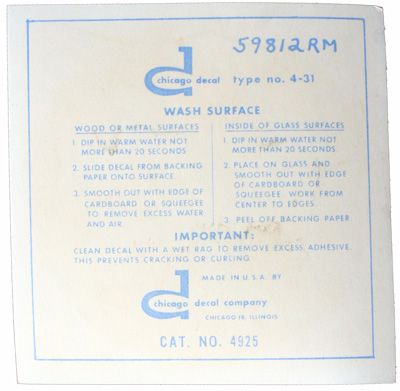 59812RM
d
chicago decal type no. 4-31
WASH SURFACE
WOOD OR METAL SURFACES
1. DIP IN WARM WATER NOT
MORE THAN 20 SECONDS
2. SLIDE DECAL FROM BACKING
PAPER ONTO SURFACE.
3. SMOOTH OUT WITH EDGE OF
CARDBOARD OR SQUEEGEE
TO REMOVE EXCESS WATER
AND AIR.
INSIDE OF GLASS SURFACES
1. DIP IN WARM WATER NOT
MORE THAN 20 SECONDS.
2. PLACE ON GLASS AND
SMOOTH OUT WITH EDGE
OF CARDBOARD OR
SQUEEGEE. WORK FROM
CENTER TO EDGES.
3. PEEL OFF BACKING PAPER
IMPORTANT:
CLEAN DECAL WITH A WET RAG TO REMOVE EXCESS ADHESIVE,
THIS PREVENTS CRACKING OR CURLING.
MADE IN U.S.A. BY
d
chicago decal company
CHICAGO 18, ILLINOIS
CAT. NO. 4925